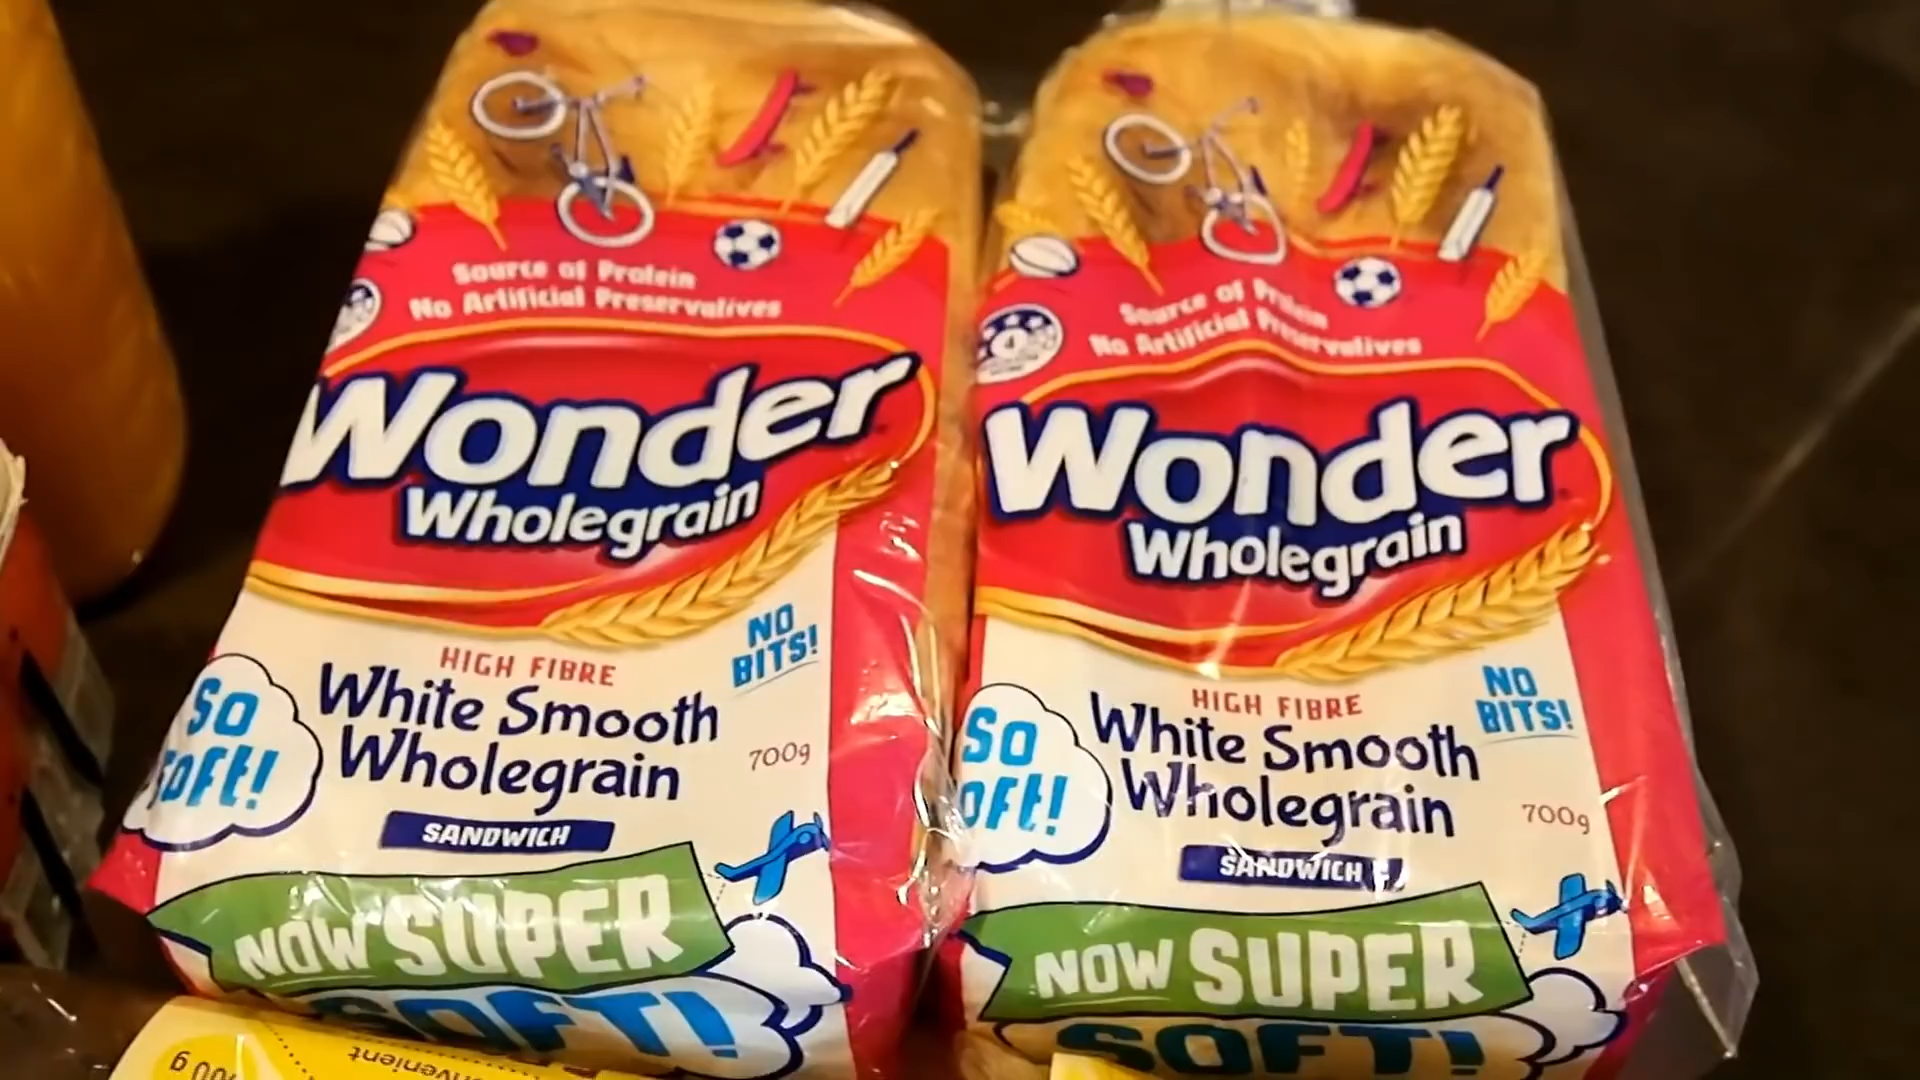 Source of Protein
No Artificial Preservatives
Wonder
Wholegrain
NO
BITS!
HIGH FIBRE
White Smooth
Wholegrain
700g
SO
SOFT!
SANDWICH
NOW SUPER
SOFT!
Source of Protein
No Artificial Preservatives
4
Wonder
Wholegrain
NO
BITS!
HIGH FIBRE
White Smooth
Wholegrain
700g
SO
OFT!
SANDWICH
NOW SUPER
SOFT!